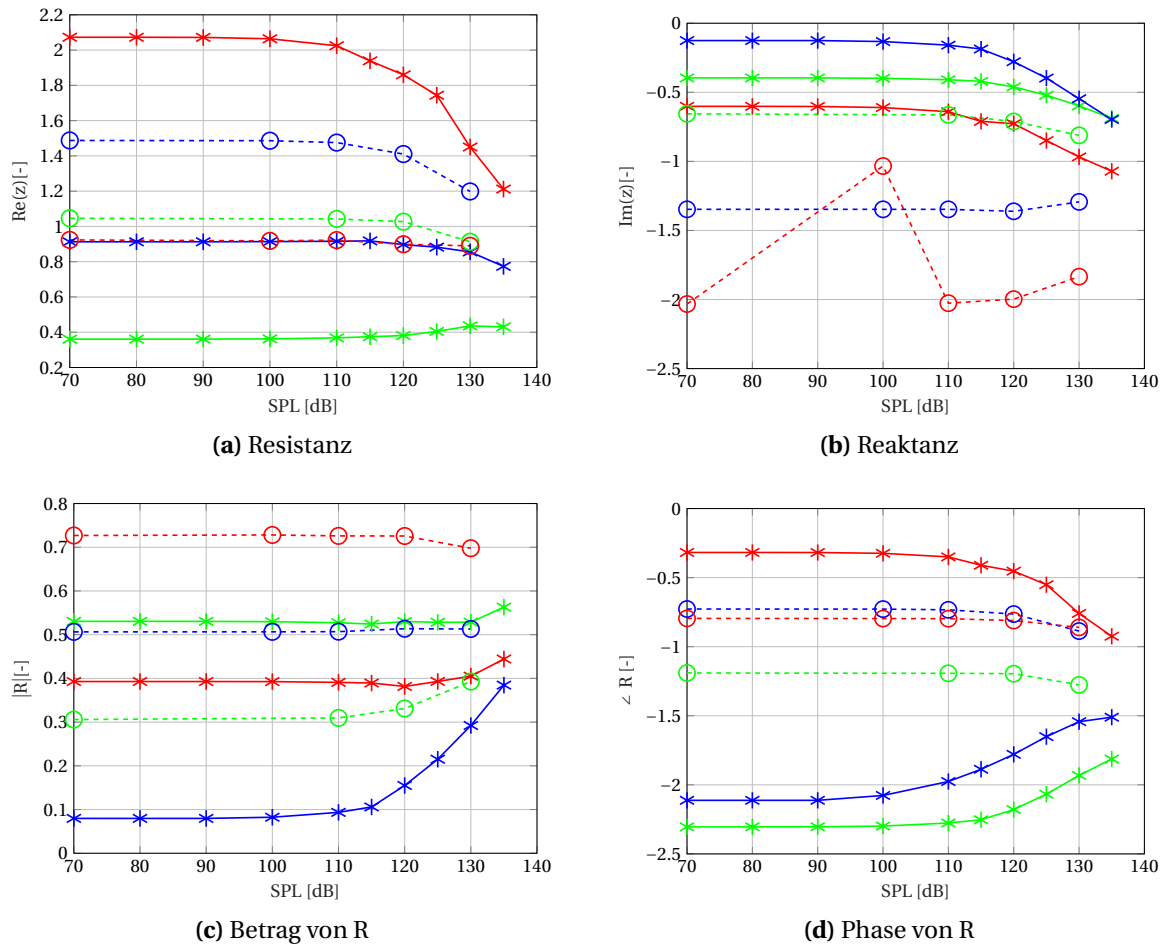 2.2
2
1.8
1.6
1.4
1.2
1
0.8
0.6
0.4
0.2
Re(z)[-]
70 80 90 100 110 120 130 140
SPL [dB]
(a) Resistanz
0
−0.5
−1
−1.5
−2
−2.5
Im(z)[-]
70 80 90 100 110 120 130 140
SPL [dB]
(b) Reaktanz
0.8
0.7
0.6
0.5
0.4
0.3
0.2
0.1
0
|R|[-]
70 80 90 100 110 120 130 140
SPL [dB]
(c) Betrag von R
0
−0.5
−1
−1.5
−2
−2.5
∠ R [-]
70 80 90 100 110 120 130 140
SPL [dB]
(d) Phase von R